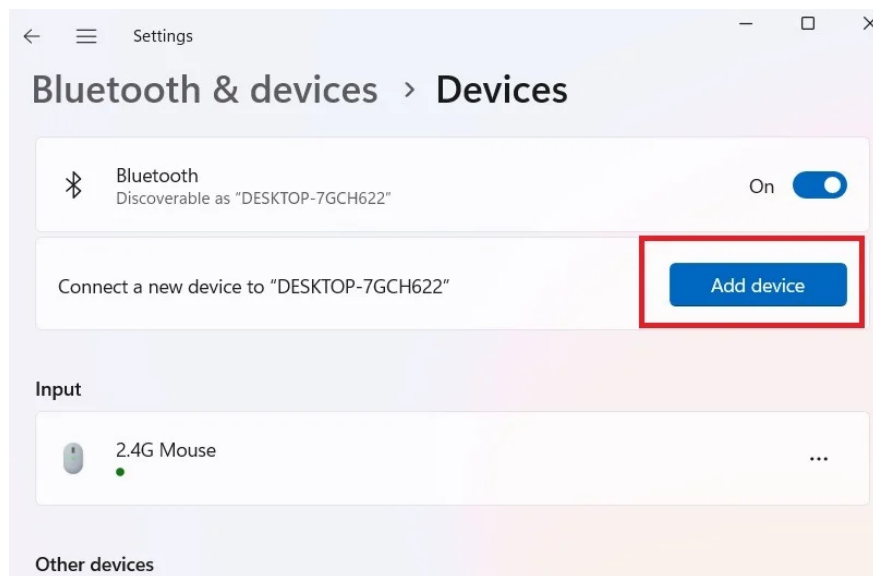 Settings
Bluetooth & devices > Devices
Bluetooth
Discoverable as "DESKTOP-7GCH622"
On
Connect a new device to "DESKTOP-7GCH622"
Add device
Input
2.4G Mouse
Other devices